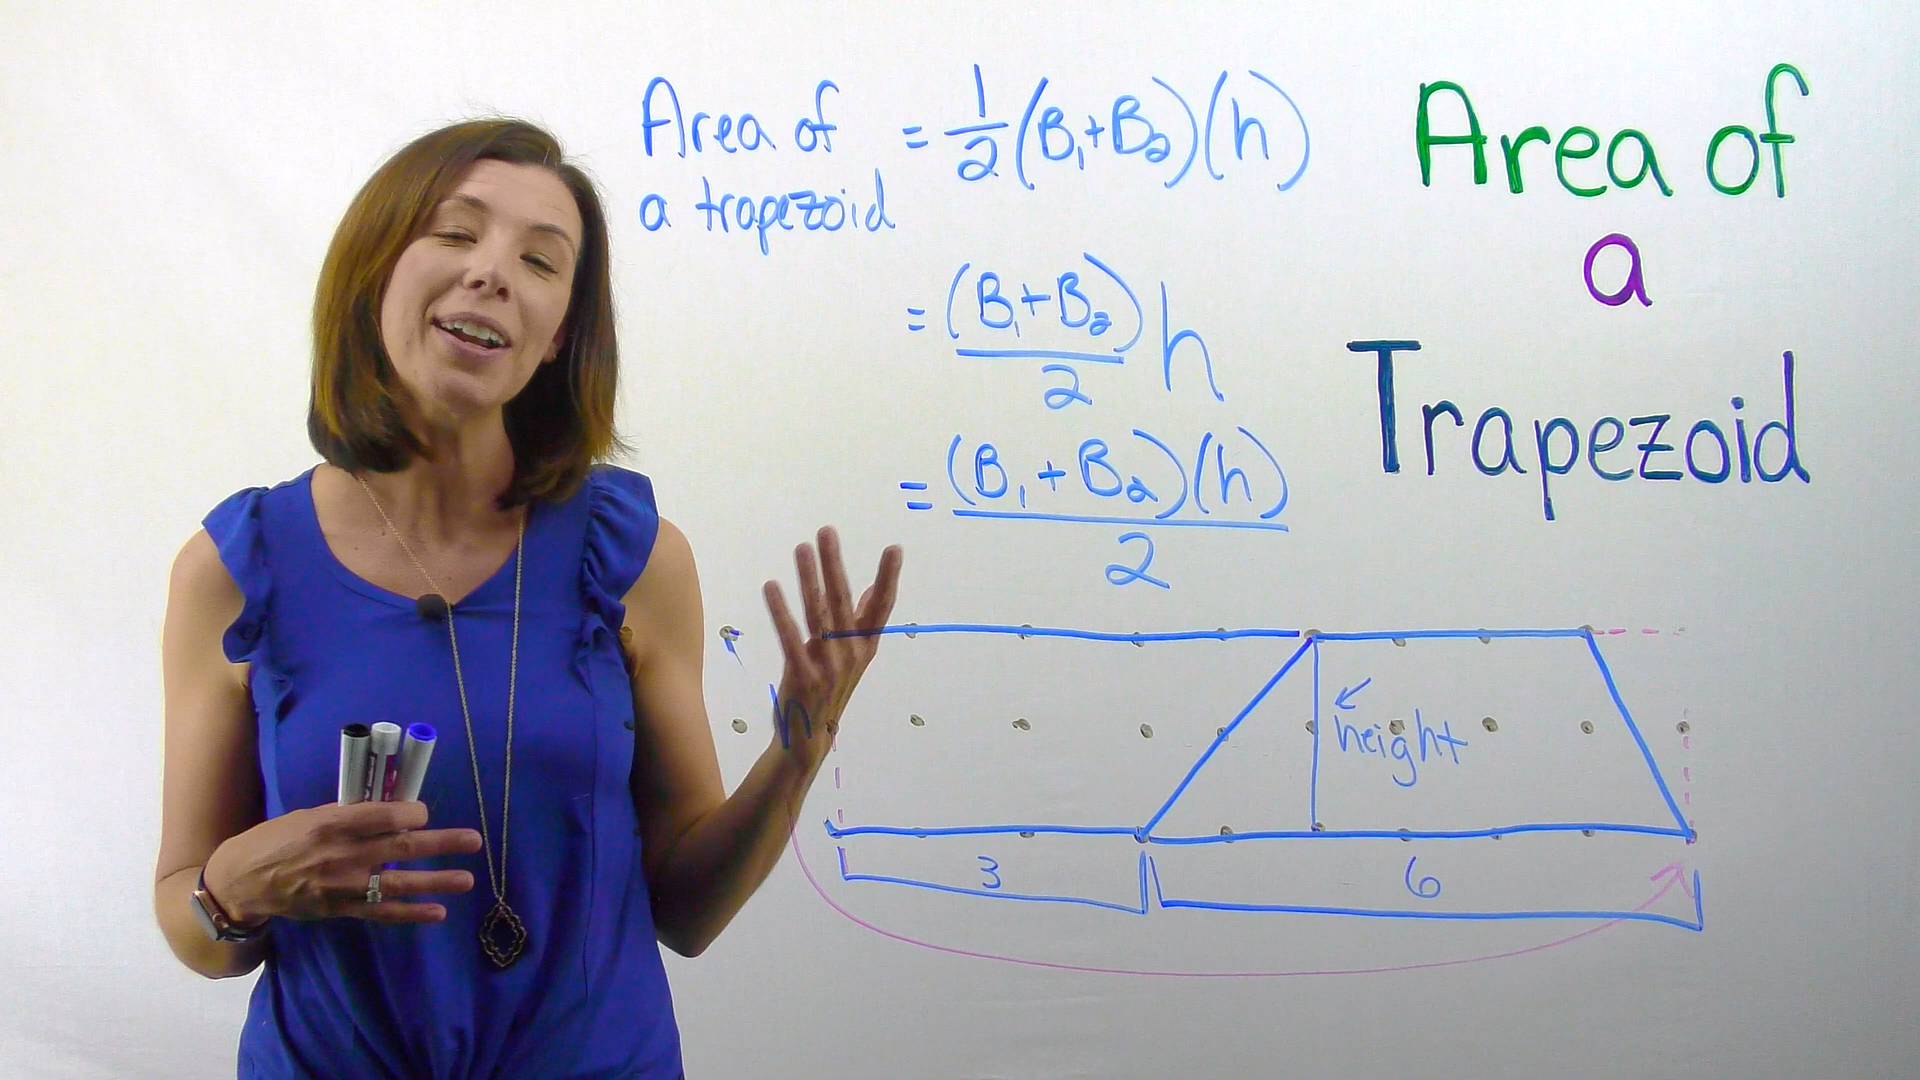 Area of
a trapezoid
= 1/2 (B₁+B₂)(h)
= (B₁+B₂)/2 h
= (B₁+B₂)(h)/2
Area of
a
Trapezoid
h
height
3
6